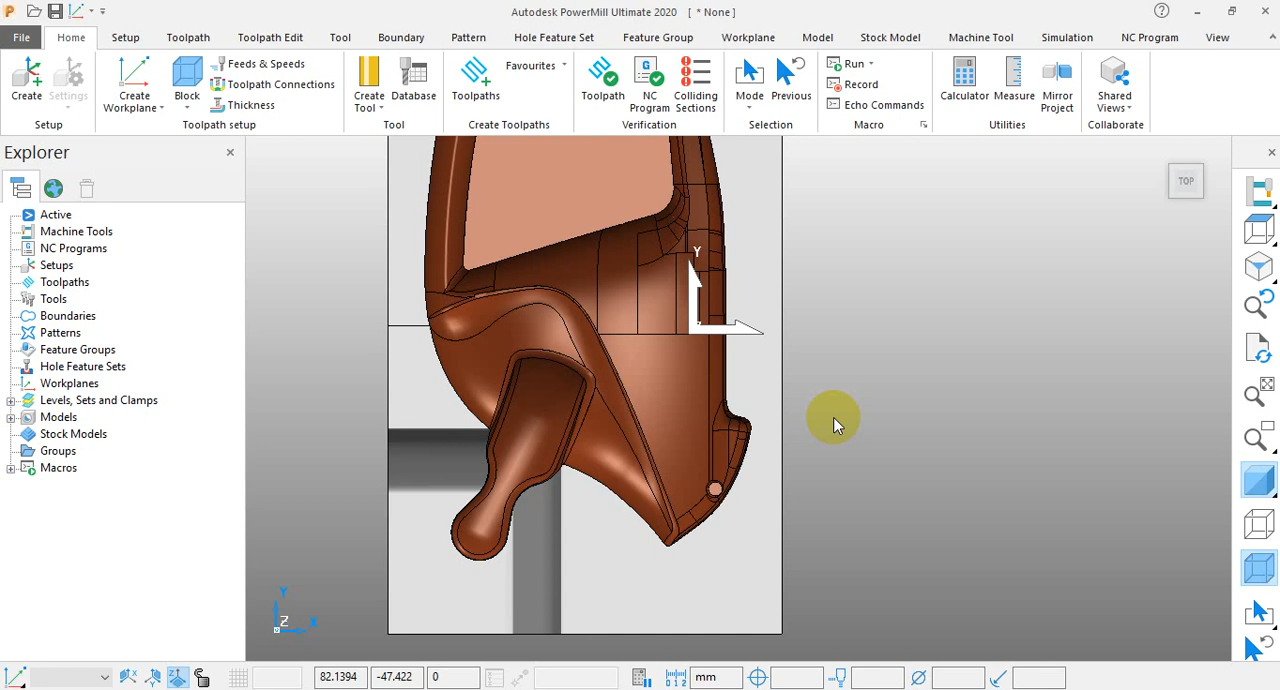 P Autodesk PowerMill Ultimate 2020 [ * None ]
File Home Setup Toolpath Toolpath Edit Tool Boundary Pattern Hole Feature Set Feature Group Workplane Model Stock Model Machine Tool Simulation NC Program View
Create Settings
Setup
Create Workplane
Block
Feeds & Speeds
Toolpath Connections
Thickness
Toolpath setup
Create Tool
Database
Tool
Toolpaths
Favourites
Create Toolpaths
Toolpath
NC Program
Colliding Sections
Verification
Mode
Previous
Selection
Run
Record
Echo Commands
Macro
Calculator
Measure
Mirror Project
Utilities
Shared Views
Collaborate
Explorer
Active
Machine Tools
NC Programs
Setups
Toolpaths
Tools
Boundaries
Patterns
Feature Groups
Hole Feature Sets
Workplanes
Levels, Sets and Clamps
Models
Stock Models
Groups
Macros
TOP
Y
Y
Z X
82.1394 -47.422 0 mm